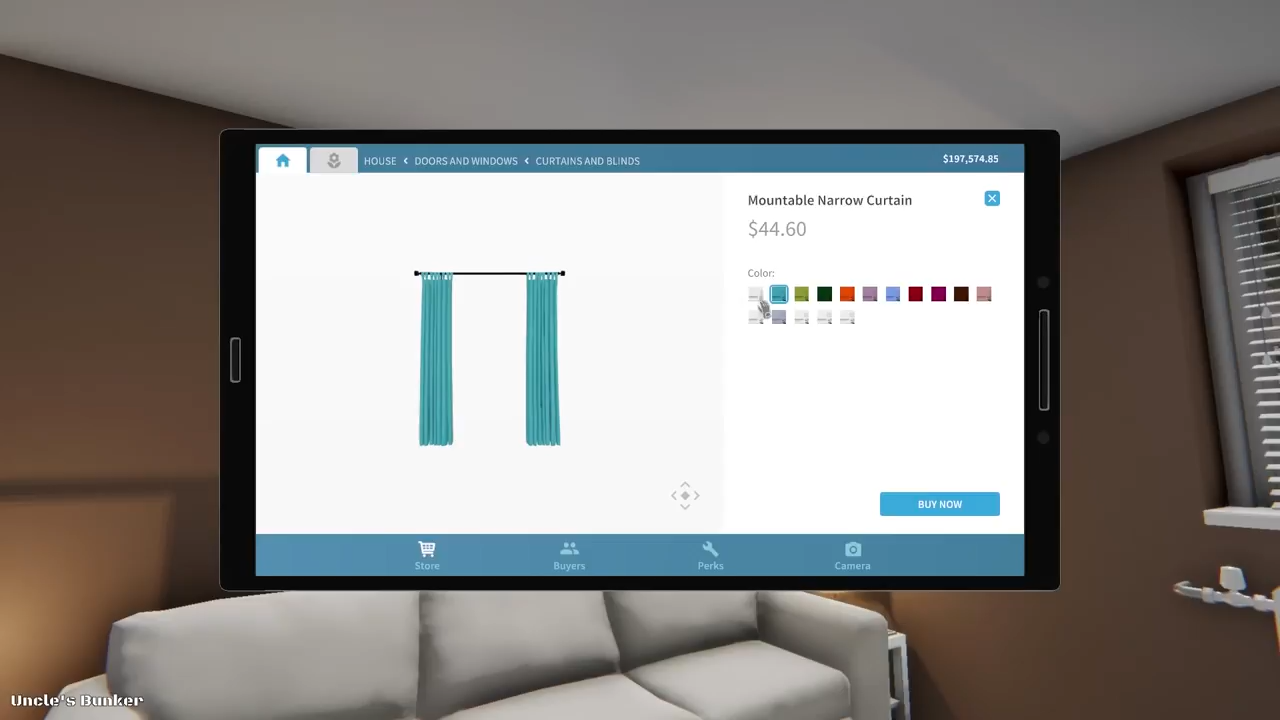 HOUSE < DOORS AND WINDOWS < CURTAINS AND BLINDS
$197,574.85
Mountable Narrow Curtain
$44.60
Color:
BUY NOW
Store
Buyers
Perks
Camera
Uncle's Bunker